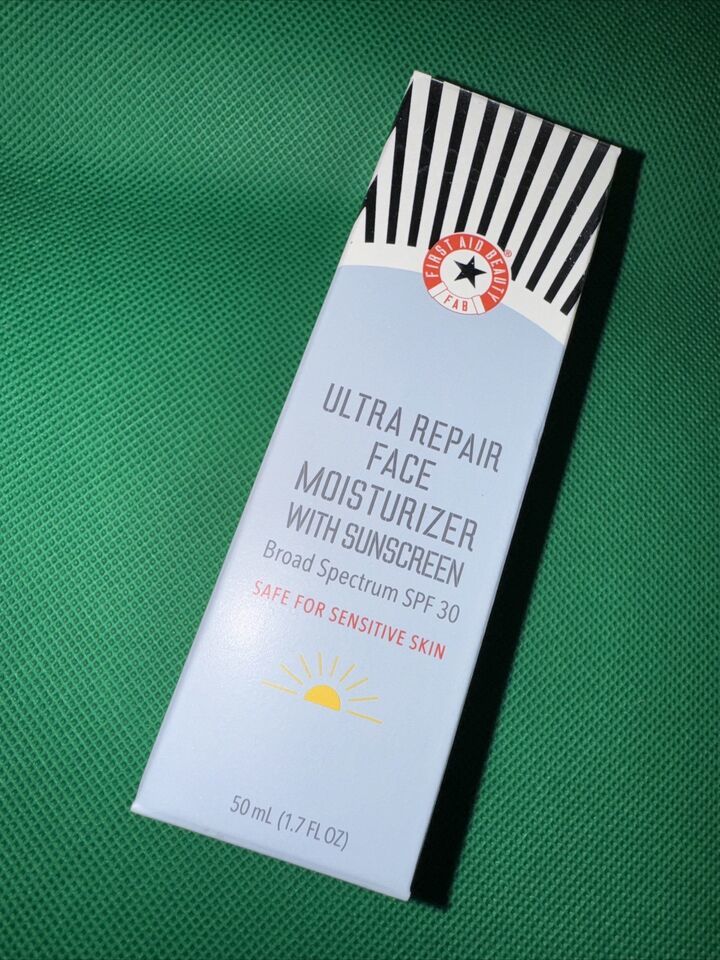 FIRST AID BEAUTY
®
FAB
ULTRA REPAIR
FACE
MOISTURIZER
WITH SUNSCREEN
Broad Spectrum SPF 30
SAFE FOR SENSITIVE SKIN
50 mL (1.7 FL OZ)